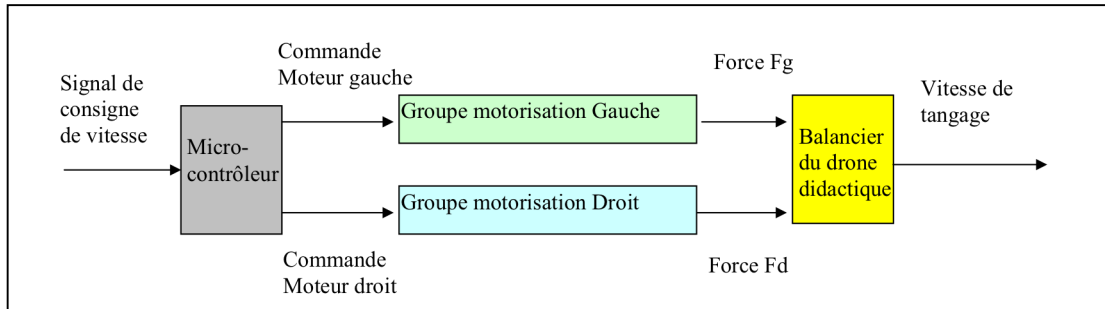 Signal de
consigne
de vitesse
Micro-
contrôleur
Commande
Moteur gauche
Groupe motorisation Gauche
Force Fg
Groupe motorisation Droit
Commande
Moteur droit
Force Fd
Balancier
du drone
didactique
Vitesse de
tangage